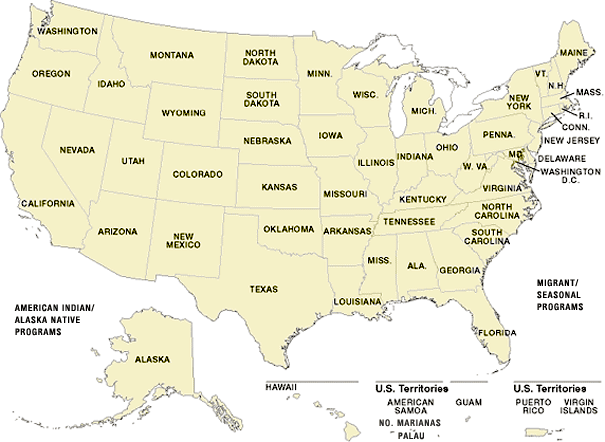 WASHINGTON
MONTANA
NORTH
DAKOTA
MINN.
MAINE
OREGON
IDAHO
SOUTH
DAKOTA
WISC.
MICH.
VT.
N.H.
MASS.
NEW
YORK
R.I.
CONN.
WYOMING
NEBRASKA
IOWA
PENNA.
NEW JERSEY
NEVADA
UTAH
COLORADO
ILLINOIS
INDIANA
OHIO
MD.
DELAWARE
W. VA.
WASHINGTON
D.C.
KANSAS
MISSOURI
KENTUCKY
VIRGINIA
CALIFORNIA
ARIZONA
NEW
MEXICO
OKLAHOMA
ARKANSAS
TENNESSEE
NORTH
CAROLINA
SOUTH
CAROLINA
TEXAS
MISS.
ALA.
GEORGIA
LOUISIANA
FLORIDA
MIGRANT/
SEASONAL
PROGRAMS
AMERICAN INDIAN/
ALASKA NATIVE
PROGRAMS
ALASKA
HAWAII
U.S. Territories
AMERICAN
SAMOA
GUAM
NO. MARIANAS
PALAU
U.S. Territories
PUERTO
RICO
VIRGIN
ISLANDS